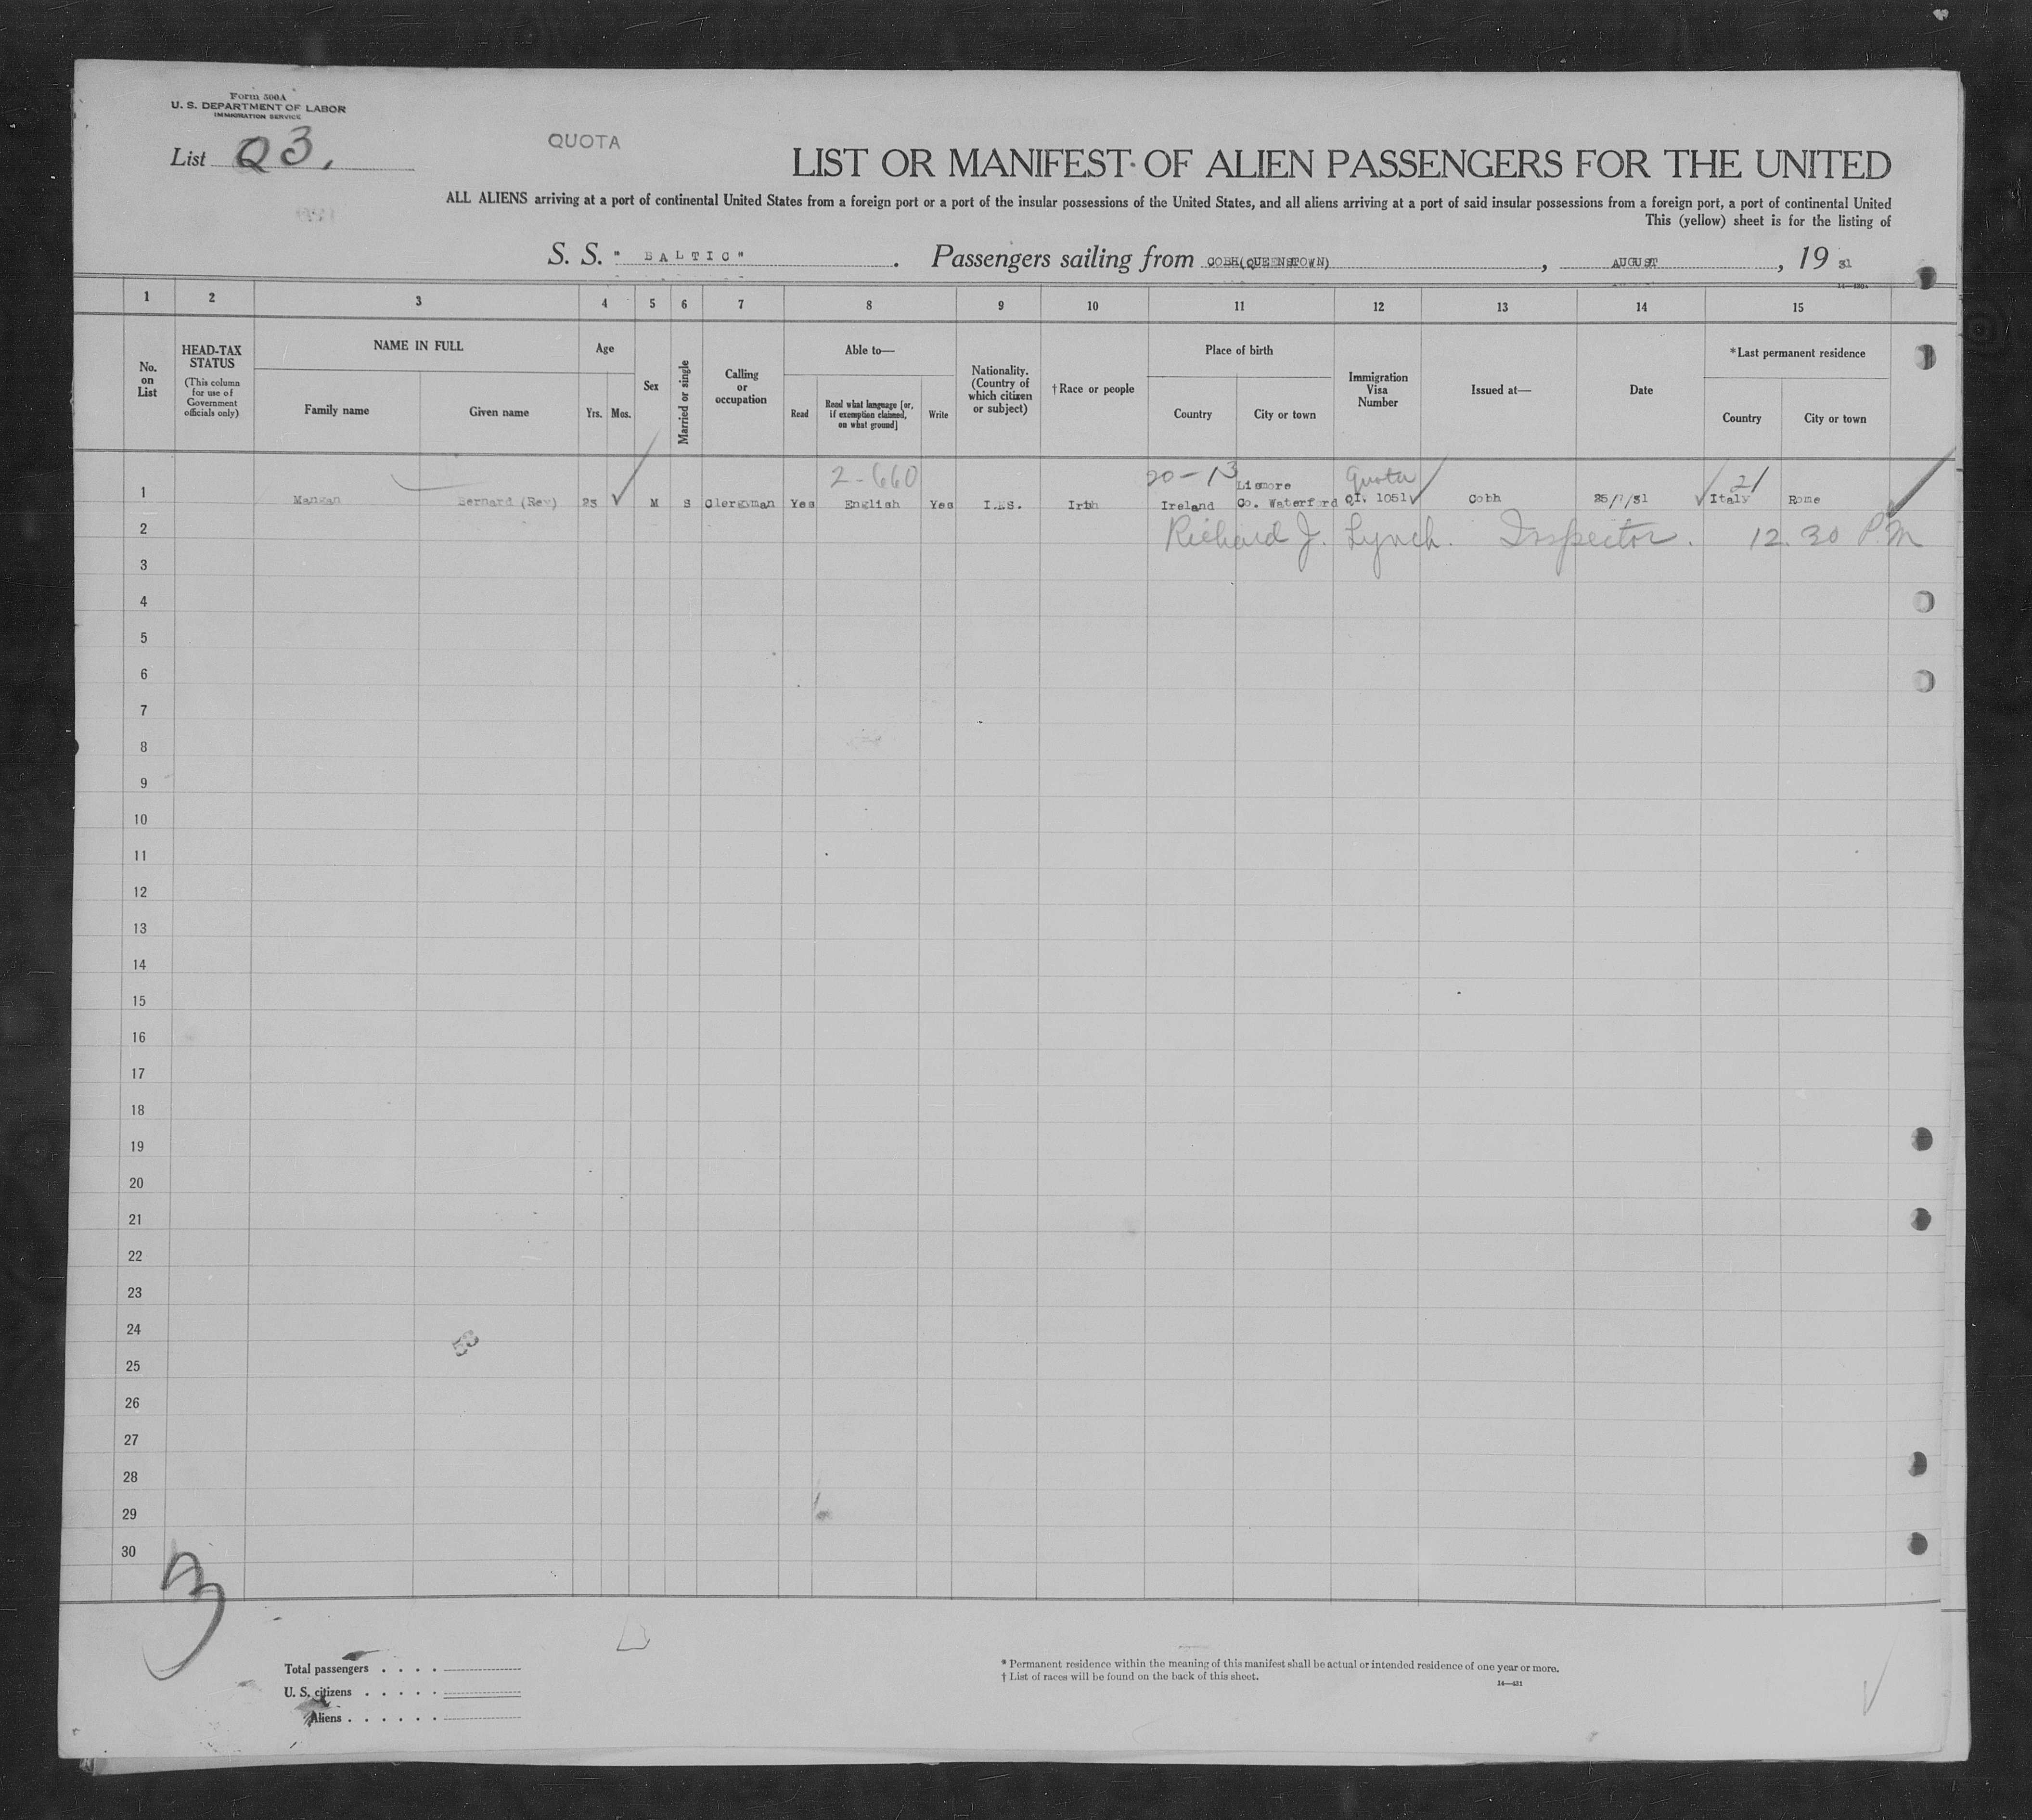 Form 500A
U. S. DEPARTMENT OF LABOR
IMMIGRATION SERVICE
List Q3.
QUOTA
LIST OR MANIFEST OF ALIEN PASSENGERS FOR THE UNITED
ALL ALIENS arriving at a port of continental United States from a foreign port or a port of the insular possessions of the United States, and all aliens arriving at a port of said insular possessions from a foreign port, a port of continental United
This (yellow) sheet is for the listing of
S. S. " BALTIC" . Passengers sailing from COBH(QUEENSTOWN) , AUGUST , 19 31
1 2 3 4 5 6 7 8 9 10 11 12 13 14 15
No. on List
HEAD-TAX STATUS
(This column for use of Government officials only)
NAME IN FULL
Family name Given name
Age
Yrs. Mos.
Sex
Married or single
Calling or occupation
Able to—
Read
Read what language [or, if exemption claimed, on what ground]
Write
Nationality. (Country of which citizen or subject)
†Race or people
Place of birth
Country City or town
Immigration Visa Number
Issued at—
Date
*Last permanent residence
Country City or town
2-660 20-13 Lismore Quota 21
1 Mangan Bernard (Rev) 25 M S Clergyman Yes English Yes I.F.S. Irish Ireland Co. Waterford QI. 1051 Cobh 25/7/31 Italy Rome
2 Richard J. Lynch. Inspector. 12.30 P.M
3
4
5
6
7
8
9
10
11
12
13
14
15
16
17
18
19
20
21
22
23
24
25
26
27
28
29
30
3
Total passengers . . . .
U. S. citizens . . . . .
Aliens . . . . . .
* Permanent residence within the meaning of this manifest shall be actual or intended residence of one year or more.
† List of races will be found on the back of this sheet.
14—431